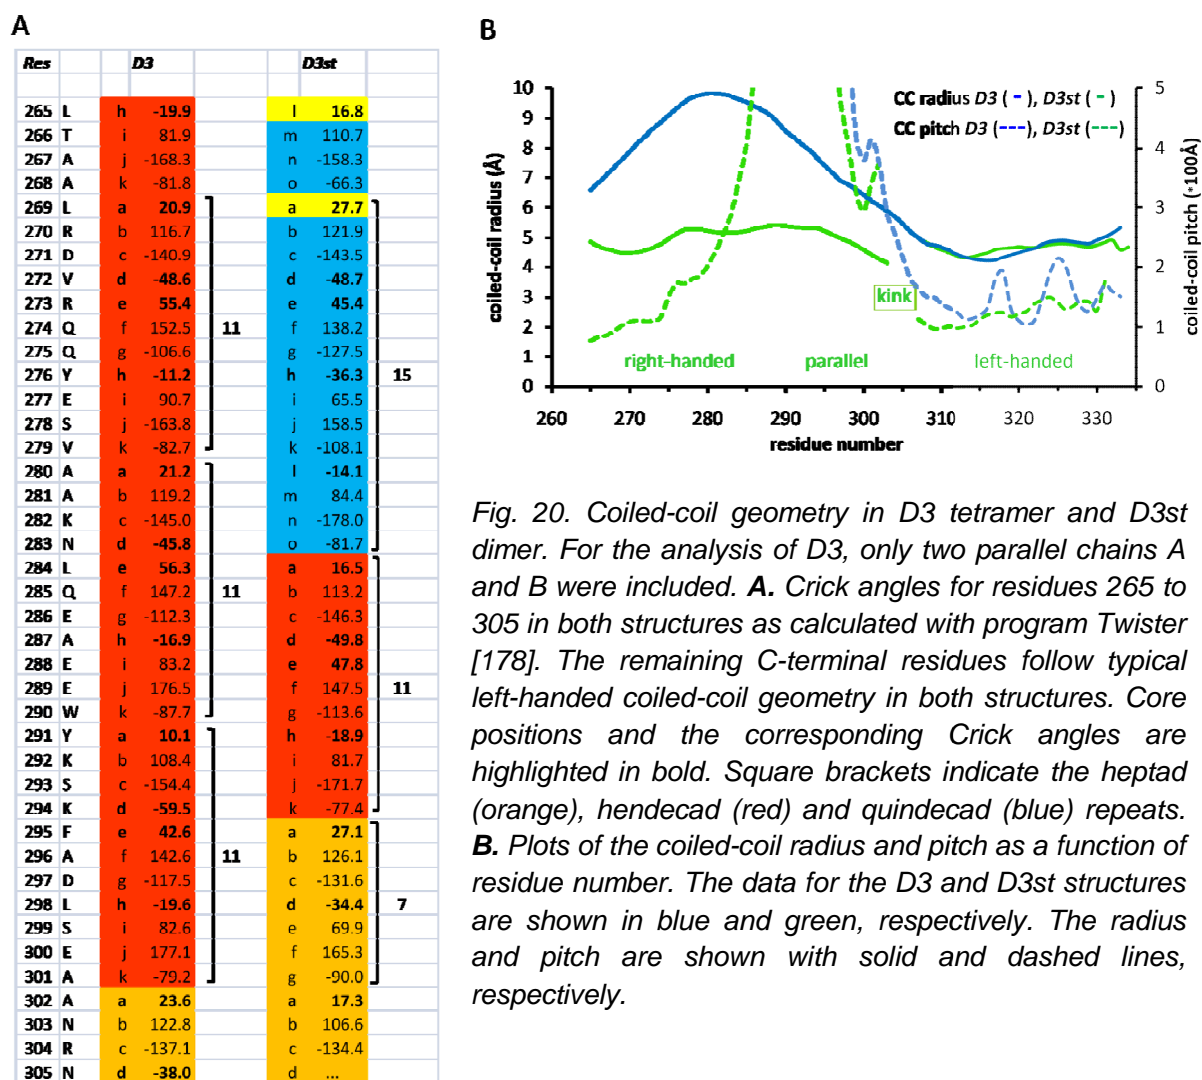 A
Res D3 D3st
265 L h -19.9 l 16.8
266 T i 81.9 m 110.7
267 A j -168.3 n -158.3
268 A k -81.8 o -66.3
269 L a 20.9 a 27.7
270 R b 116.7 b 121.9
271 D c -140.9 c -143.5
272 V d -48.6 d -48.7
273 R e 55.4 e 45.4
274 Q f 152.5 11 f 138.2
275 Q g -106.6 g -127.5
276 Y h -11.2 h -36.3 15
277 E i 90.7 i 65.5
278 S j -163.8 j 158.5
279 V k -82.7 k -108.1
280 A a 21.2 l -14.1
281 A b 119.2 m 84.4
282 K c -145.0 n -178.0
283 N d -45.8 o -81.7
284 L e 56.3 a 16.5
285 Q f 147.2 11 b 113.2
286 E g -112.3 c -146.3
287 A h -16.9 d -49.8
288 E i 83.2 e 47.8
289 E j 176.5 f 147.5 11
290 W k -87.7 g -113.6
291 Y a 10.1 h -18.9
292 K b 108.4 i 81.7
293 S c -154.4 j -171.7
294 K d -59.5 k -77.4
295 F e 42.6 a 27.1
296 A f 142.6 11 b 126.1
297 D g -117.5 c -131.6
298 L h -19.6 d -34.4 7
299 S i 82.6 e 69.9
300 E j 177.1 f 165.3
301 A k -79.2 g -90.0
302 A a 23.6 a 17.3
303 N b 122.8 b 106.6
304 R c -137.1 c -134.4
305 N d -38.0 d ...
B
10 9 8 7 6 5 4 3 2 1 0
coiled-coil radius (Å)
CC radius D3 ( - ), D3st ( - )
CC pitch D3 (----), D3st (----)
kink
right-handed parallel left-handed
5 4 3 2 1 0
coiled-coil pitch (*100Å)
260 270 280 290 300 310 320 330
residue number
Fig. 20. Coiled-coil geometry in D3 tetramer and D3st
dimer. For the analysis of D3, only two parallel chains A
and B were included. A. Crick angles for residues 265 to
305 in both structures as calculated with program Twister
[178]. The remaining C-terminal residues follow typical
left-handed coiled-coil geometry in both structures. Core
positions and the corresponding Crick angles are
highlighted in bold. Square brackets indicate the heptad
(orange), hendecad (red) and quindecad (blue) repeats.
B. Plots of the coiled-coil radius and pitch as a function of
residue number. The data for the D3 and D3st structures
are shown in blue and green, respectively. The radius
and pitch are shown with solid and dashed lines,
respectively.